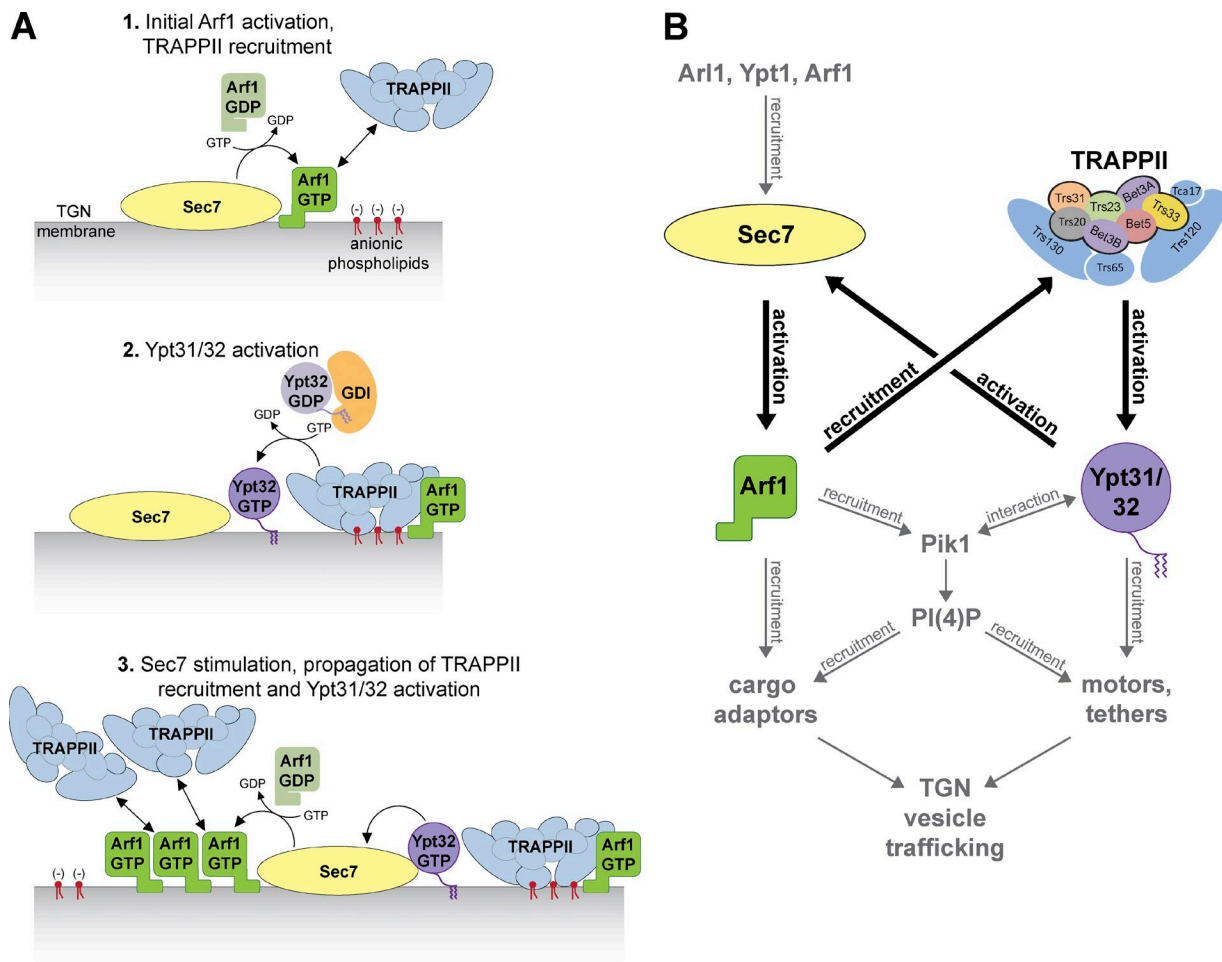 A
1. Initial Arf1 activation,
TRAPPII recruitment
Arf1
GDP
TRAPPII
GDP
GTP
Arf1
GTP
Sec7
TGN
membrane
(-) (-) (-)
anionic
phospholipids
2. Ypt31/32 activation
Ypt32
GDP
GDI
GDP
GTP
Ypt32
GTP
TRAPPII
Arf1
GTP
Sec7
3. Sec7 stimulation, propagation of TRAPPII
recruitment and Ypt31/32 activation
TRAPPII
TRAPPII
Arf1
GDP
GDP
GTP
Arf1
GTP
Arf1
GTP
Arf1
GTP
Sec7
Ypt32
GTP
TRAPPII
Arf1
GTP
(-) (-)
B
Arl1, Ypt1, Arf1
recruitment
Sec7
TRAPPII
Trs31
Trs23
Bet3A
Tca17
Trs33
Trs20
Bet3B
Bet5
Trs130
Trs120
Trs65
activation
recruitment
activation
activation
Arf1
Ypt31/
32
recruitment
interaction
Pik1
recruitment
PI(4)P
recruitment
recruitment
recruitment
cargo
adaptors
motors,
tethers
TGN
vesicle
trafficking